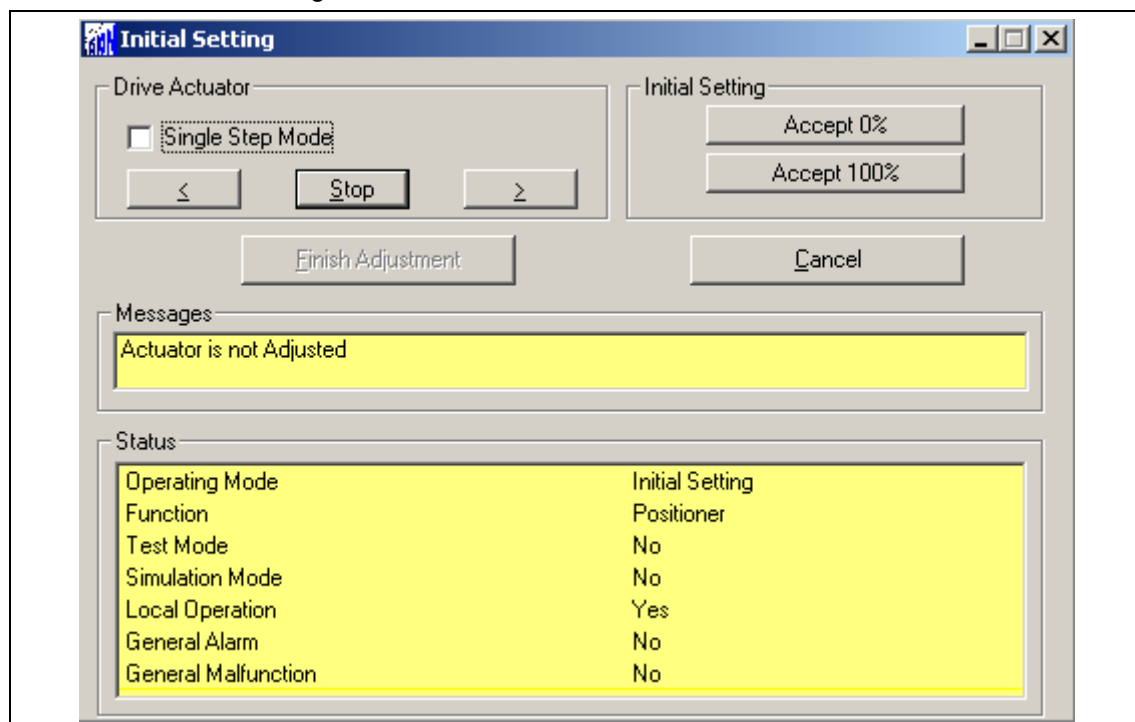 Initial Setting
Drive Actuator
Initial Setting
Single Step Mode
Accept 0%
Accept 100%
<
Stop
>
Finish Adjustment
Cancel
Messages
Actuator is not Adjusted
Status
Operating Mode Initial Setting
Function Positioner
Test Mode No
Simulation Mode No
Local Operation Yes
General Alarm No
General Malfunction No